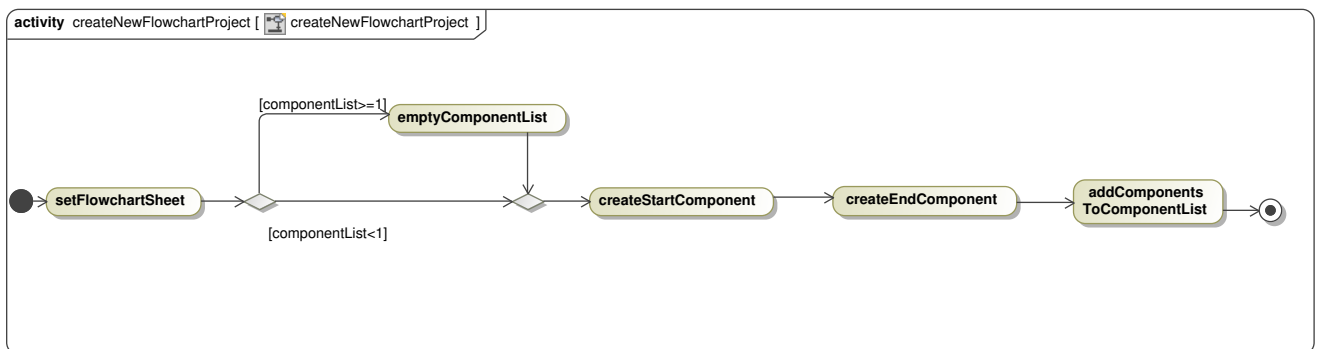 activity createNewFlowchartProject [ createNewFlowchartProject ]
[componentList>=1]
emptyComponentList
setFlowchartSheet
[componentList<1]
createStartComponent
createEndComponent
addComponents
ToComponentList